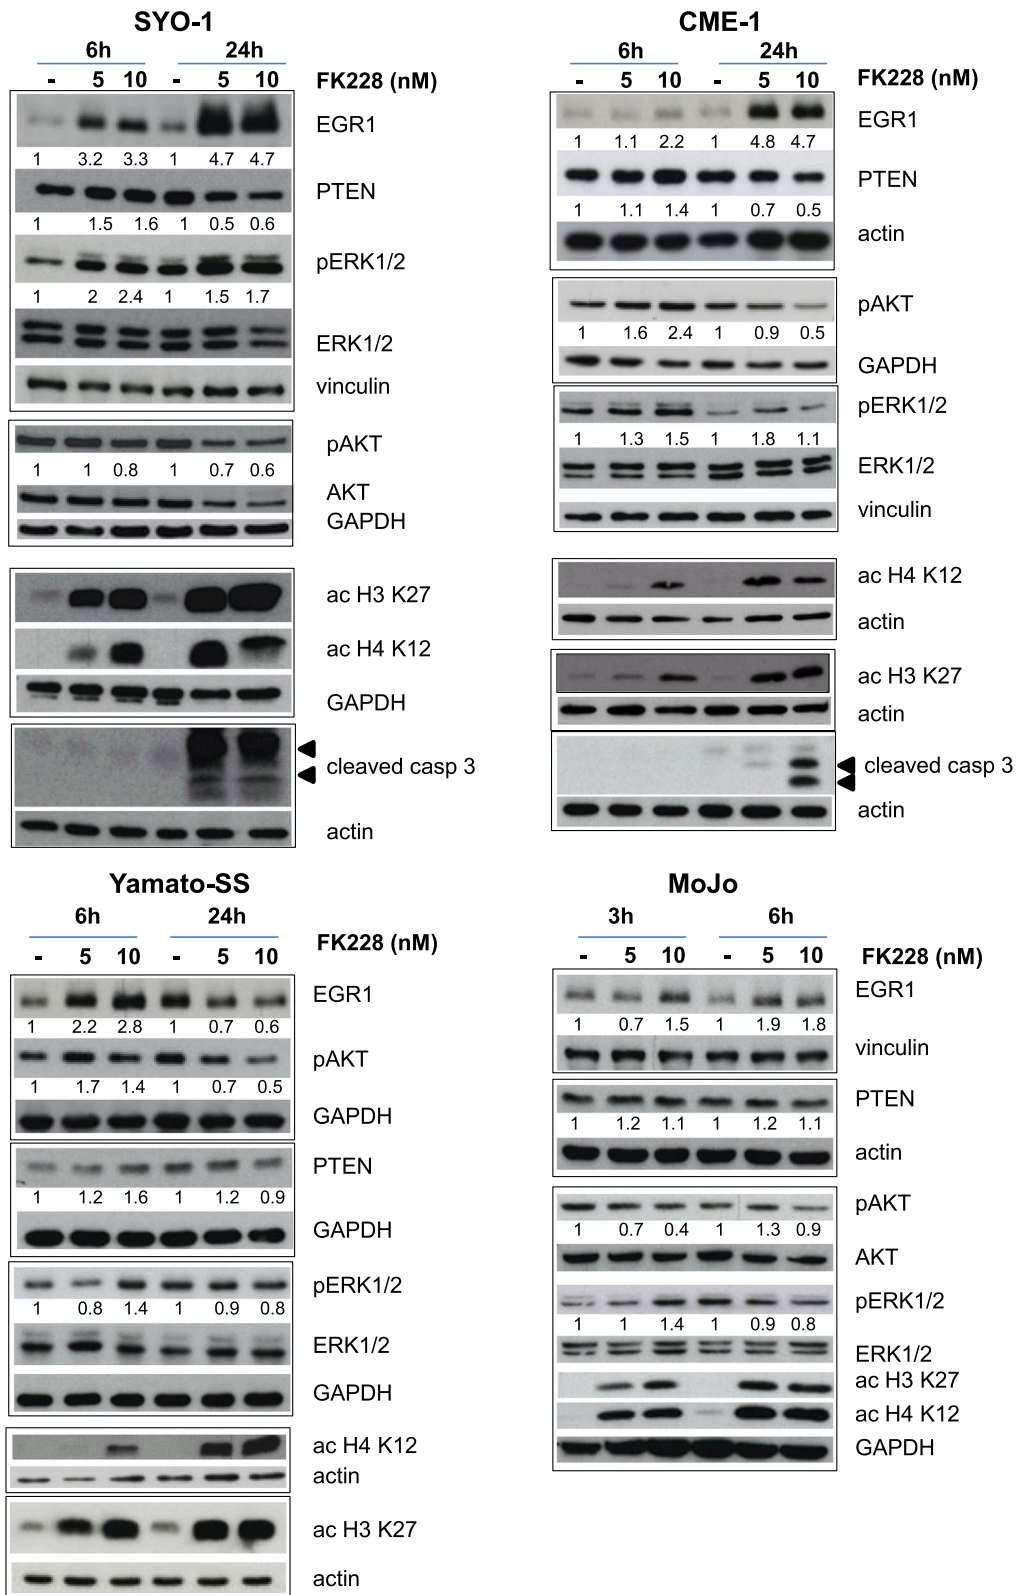 SYO-1
6h 24h
- 5 10 - 5 10 FK228 (nM)
EGR1
1 3.2 3.3 1 4.7 4.7
PTEN
1 1.5 1.6 1 0.5 0.6
pERK1/2
1 2 2.4 1 1.5 1.7
ERK1/2
vinculin
pAKT
1 1 0.8 1 0.7 0.6
AKT
GAPDH
ac H3 K27
ac H4 K12
GAPDH
cleaved casp 3
actin
CME-1
6h 24h
- 5 10 - 5 10 FK228 (nM)
EGR1
1 1.1 2.2 1 4.8 4.7
PTEN
1 1.1 1.4 1 0.7 0.5
actin
pAKT
1 1.6 2.4 1 0.9 0.5
GAPDH
pERK1/2
1 1.3 1.5 1 1.8 1.1
ERK1/2
vinculin
ac H4 K12
actin
ac H3 K27
actin
cleaved casp 3
actin
Yamato-SS
6h 24h
FK228 (nM)
- 5 10 - 5 10
EGR1
1 2.2 2.8 1 0.7 0.6
pAKT
1 1.7 1.4 1 0.7 0.5
GAPDH
PTEN
1 1.2 1.6 1 1.2 0.9
GAPDH
pERK1/2
1 0.8 1.4 1 0.9 0.8
ERK1/2
GAPDH
ac H4 K12
actin
ac H3 K27
actin
MoJo
3h 6h
- 5 10 - 5 10 FK228 (nM)
EGR1
1 0.7 1.5 1 1.9 1.8
vinculin
PTEN
1 1.2 1.1 1 1.2 1.1
actin
pAKT
1 0.7 0.4 1 1.3 0.9
AKT
pERK1/2
1 1 1.4 1 0.9 0.8
ERK1/2
ac H3 K27
ac H4 K12
GAPDH